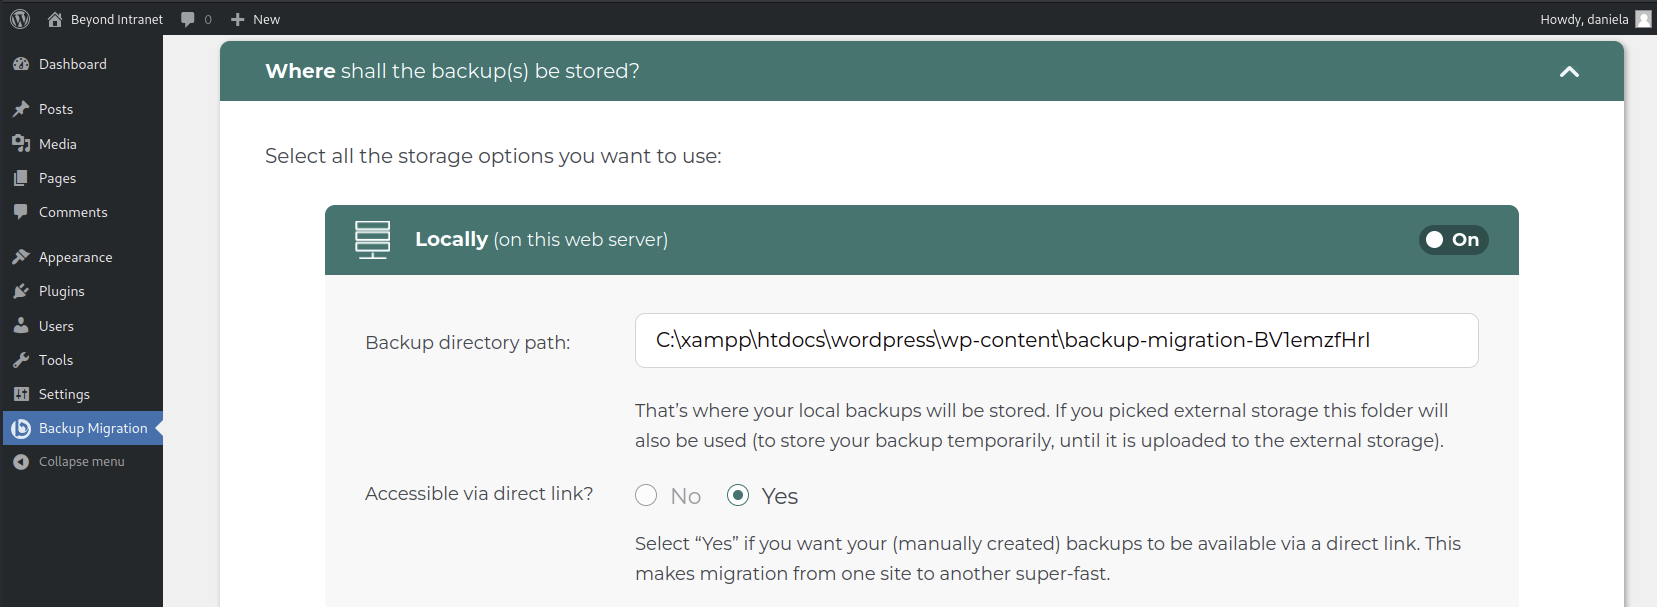 Beyond Intranet 0 New Howdy, daniela
Dashboard
Posts
Media
Pages
Comments
Appearance
Plugins
Users
Tools
Settings
Backup Migration
Collapse menu
Where shall the backup(s) be stored?
Select all the storage options you want to use:
Locally (on this web server) On
Backup directory path: C:\xampp\htdocs\wordpress\wp-content\backup-migration-BV1emzfHrI
That’s where your local backups will be stored. If you picked external storage this folder will
also be used (to store your backup temporarily, until it is uploaded to the external storage).
Accessible via direct link? No Yes
Select “Yes” if you want your (manually created) backups to be available via a direct link. This
makes migration from one site to another super-fast.